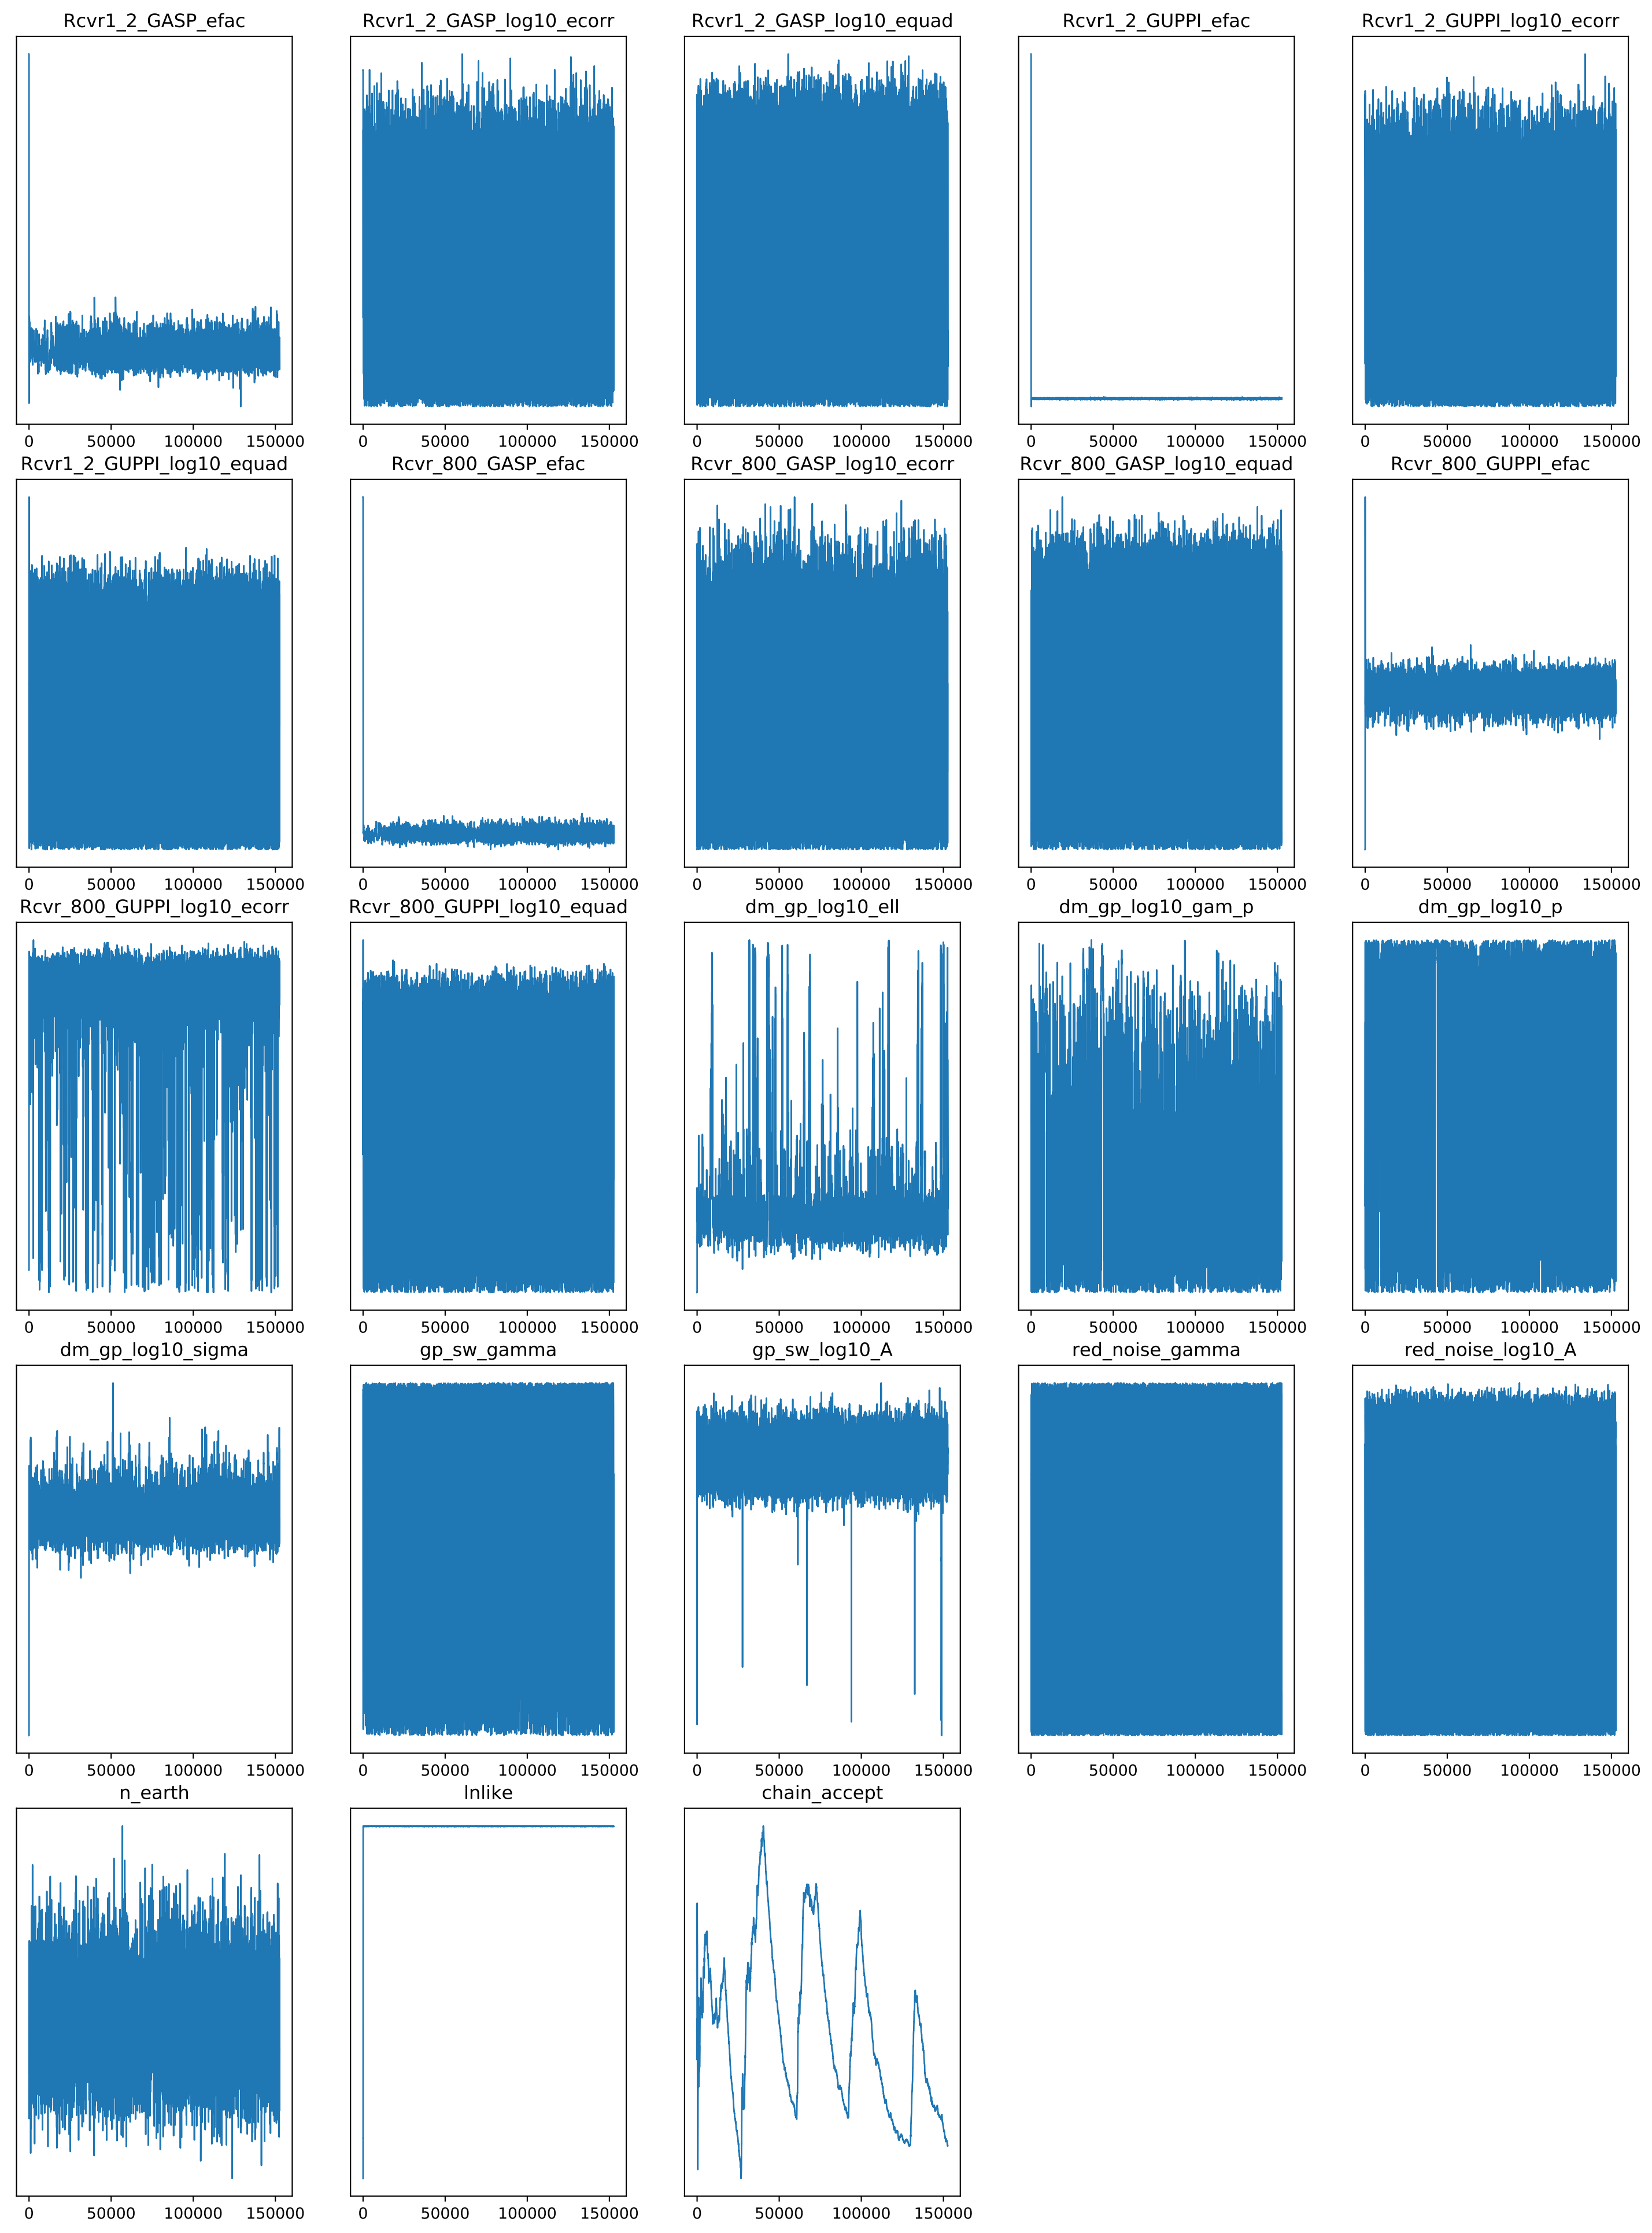 Rcvr1_2_GASP_efac Rcvr1_2_GASP_log10_ecorr Rcvr1_2_GASP_log10_equad Rcvr1_2_GUPPI_efac Rcvr1_2_GUPPI_log10_ecorr
0 50000 100000 150000 0 50000 100000 150000 0 50000 100000 150000 0 50000 100000 150000 0 50000 100000 150000
Rcvr1_2_GUPPI_log10_equad Rcvr_800_GASP_efac Rcvr_800_GASP_log10_ecorr Rcvr_800_GASP_log10_equad Rcvr_800_GUPPI_efac
0 50000 100000 150000 0 50000 100000 150000 0 50000 100000 150000 0 50000 100000 150000 0 50000 100000 150000
Rcvr_800_GUPPI_log10_ecorr Rcvr_800_GUPPI_log10_equad dm_gp_log10_ell dm_gp_log10_gam_p dm_gp_log10_p
0 50000 100000 150000 0 50000 100000 150000 0 50000 100000 150000 0 50000 100000 150000 0 50000 100000 150000
dm_gp_log10_sigma gp_sw_gamma gp_sw_log10_A red_noise_gamma red_noise_log10_A
0 50000 100000 150000 0 50000 100000 150000 0 50000 100000 150000 0 50000 100000 150000 0 50000 100000 150000
n_earth lnlike chain_accept
0 50000 100000 150000 0 50000 100000 150000 0 50000 100000 150000